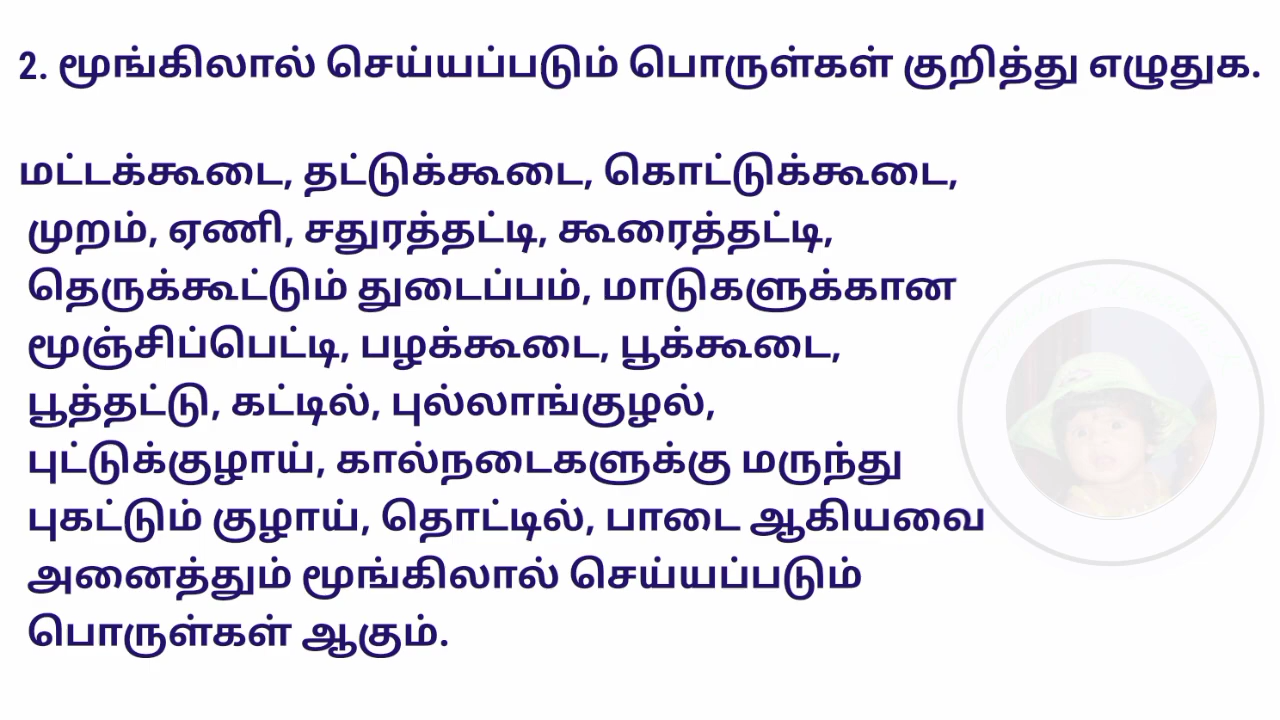 2. மூங்கிலால் செய்யப்படும் பொருள்கள் குறித்து எழுதுக.
மட்டக்கூடை, தட்டுக்கூடை, கொட்டுக்கூடை,
முறம், ஏணி, சதுரத்தட்டி, கூரைத்தட்டி,
தெருக்கூட்டும் துடைப்பம், மாடுகளுக்கான
மூஞ்சிப்பெட்டி, பழக்கூடை, பூக்கூடை,
பூத்தட்டு, கட்டில், புல்லாங்குழல்,
புட்டுக்குழாய், கால்நடைகளுக்கு மருந்து
புகட்டும் குழாய், தொட்டில், பாடை ஆகியவை
அனைத்தும் மூங்கிலால் செய்யப்படும்
பொருள்கள் ஆகும்.